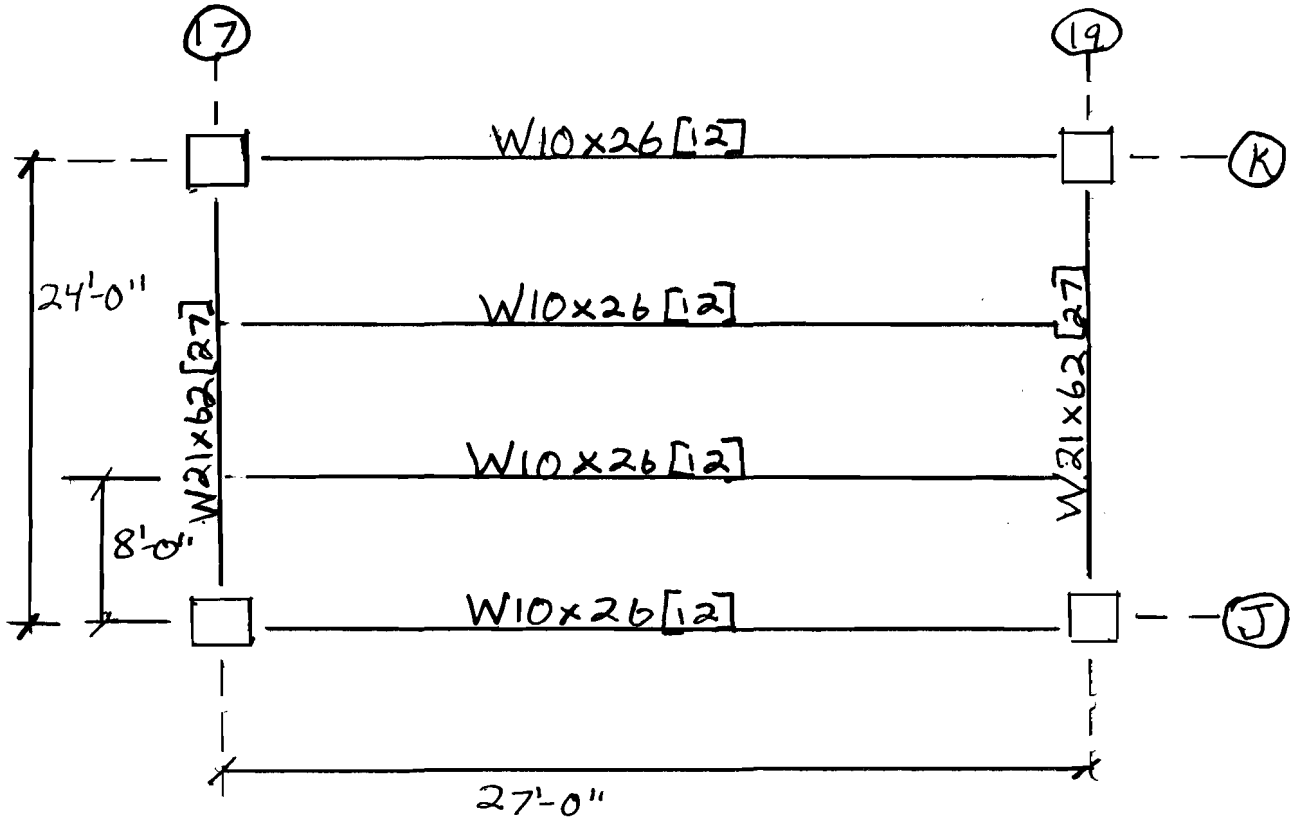 17
19
W10x26 [12]
K
24'-0"
W10x26 [12]
W21x62 [27]
W21x62 [27]
W10x26 [12]
8'-0"
W10x26 [12]
J
27'-0"